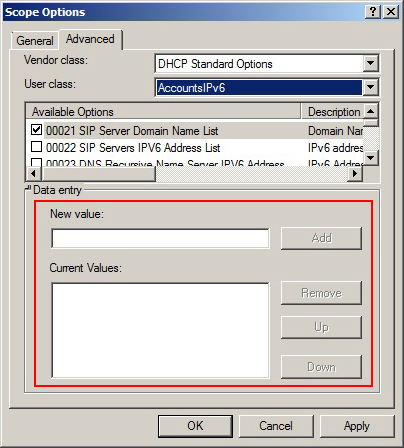 Scope Options
General Advanced
Vendor class: DHCP Standard Options
User class: AccountsIPv6
Available Options Description
00021 SIP Server Domain Name List Domain Nam
00022 SIP Servers IPV6 Address List IPv6 addres
00023 DNS Recursive Name Server IPV6 Address IPv6 addres
Data entry
New value:
Add
Current Values:
Remove
Up
Down
OK Cancel Apply